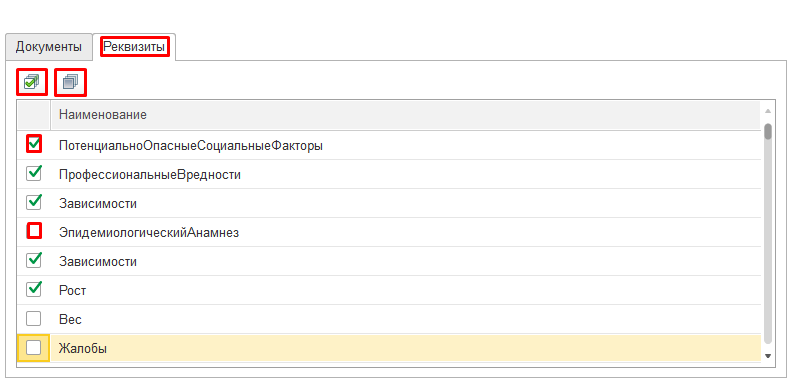 Документы Реквизиты
Наименование
ПотенциальноОпасныеСоциальныеФакторы
ПрофессиональныеВредности
Зависимости
ЭпидемиологическийАнамнез
Зависимости
Рост
Вес
Жалобы